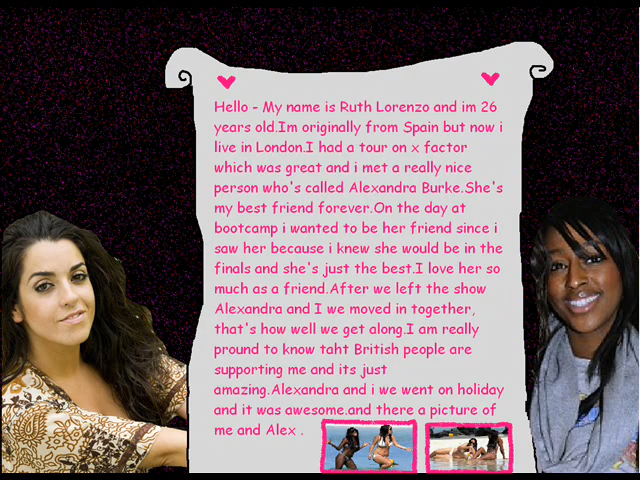 Hello - My name is Ruth Lorenzo and im 26
years old.Im originally from Spain but now i
live in London.I had a tour on x factor
which was great and i met a really nice
person who's called Alexandra Burke.She's
my best friend forever.On the day at
bootcamp i wanted to be her friend since i
saw her because i knew she would be in the
finals and she's just the best.I love her so
much as a friend.After we left the show
Alexandra and I we moved in together,
that's how well we get along.I am really
pround to know taht British people are
supporting me and its just
amazing.Alexandra and i we went on holiday
and it was awesome.and there a picture of
me and Alex .